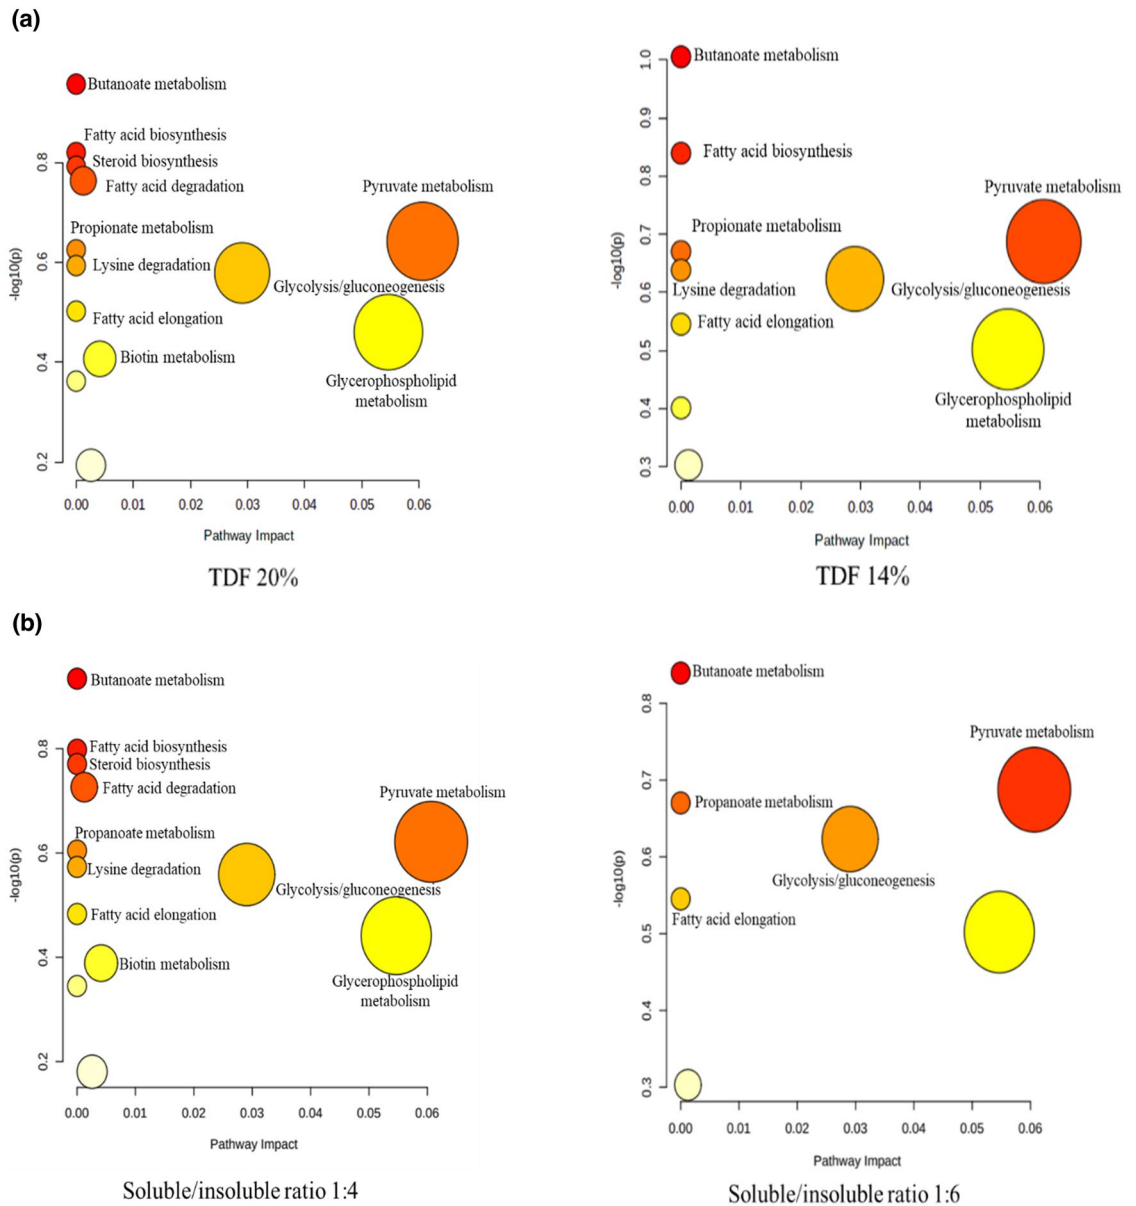 (a)
Butanoate metabolism
Fatty acid biosynthesis
Steroid biosynthesis
Fatty acid degradation
Pyruvate metabolism
Propionate metabolism
Lysine degradation
Glycolysis/gluconeogenesis
Fatty acid elongation
Biotin metabolism
Glycerophospholipid
metabolism
-log10(p)
0.8
0.6
0.4
0.2
0.00 0.01 0.02 0.03 0.04 0.05 0.06
Pathway Impact
TDF 20%
Butanoate metabolism
Fatty acid biosynthesis
Pyruvate metabolism
Propionate metabolism
Lysine degradation
Glycolysis/gluconeogenesis
Fatty acid elongation
Glycerophospholipid
metabolism
-log10(p)
1.0
0.9
0.8
0.7
0.6
0.5
0.4
0.3
0.00 0.01 0.02 0.03 0.04 0.05 0.06
Pathway Impact
TDF 14%
(b)
Butanoate metabolism
Fatty acid biosynthesis
Steroid biosynthesis
Fatty acid degradation
Pyruvate metabolism
Propanoate metabolism
Lysine degradation
Glycolysis/gluconeogenesis
Fatty acid elongation
Biotin metabolism
Glycerophospholipid
metabolism
-log10(p)
0.8
0.6
0.4
0.2
0.00 0.01 0.02 0.03 0.04 0.05 0.06
Pathway Impact
Soluble/insoluble ratio 1:4
Butanoate metabolism
Pyruvate metabolism
Propanoate metabolism
Glycolysis/gluconeogenesis
Fatty acid elongation
-log10(p)
0.8
0.7
0.6
0.5
0.4
0.3
0.00 0.01 0.02 0.03 0.04 0.05 0.06
Pathway Impact
Soluble/insoluble ratio 1:6